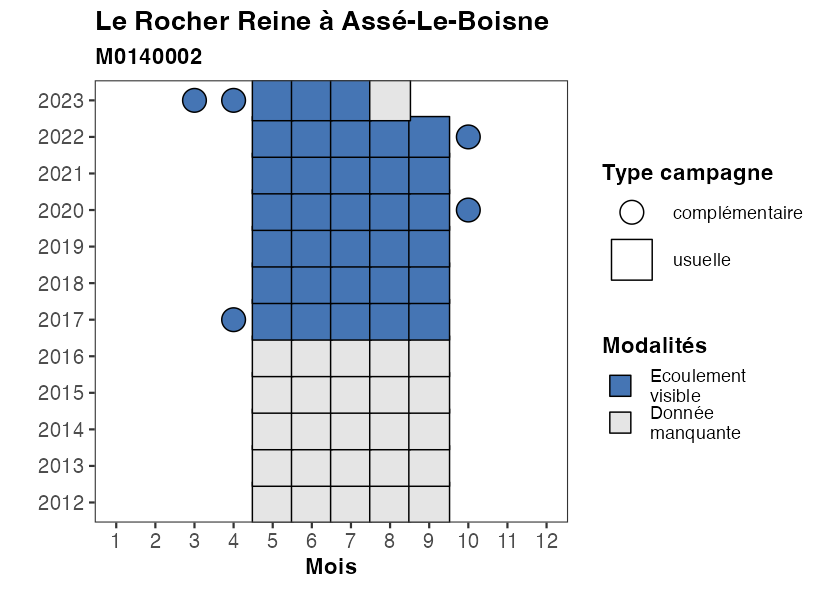 Le Rocher Reine à Assé-Le-Boisne
M0140002
2023
2022
2021
2020
2019
2018
2017
2016
2015
2014
2013
2012
1 2 3 4 5 6 7 8 9 10 11 12
Mois
Type campagne
complémentaire
usuelle
Modalités
Ecoulement
visible
Donnée
manquante